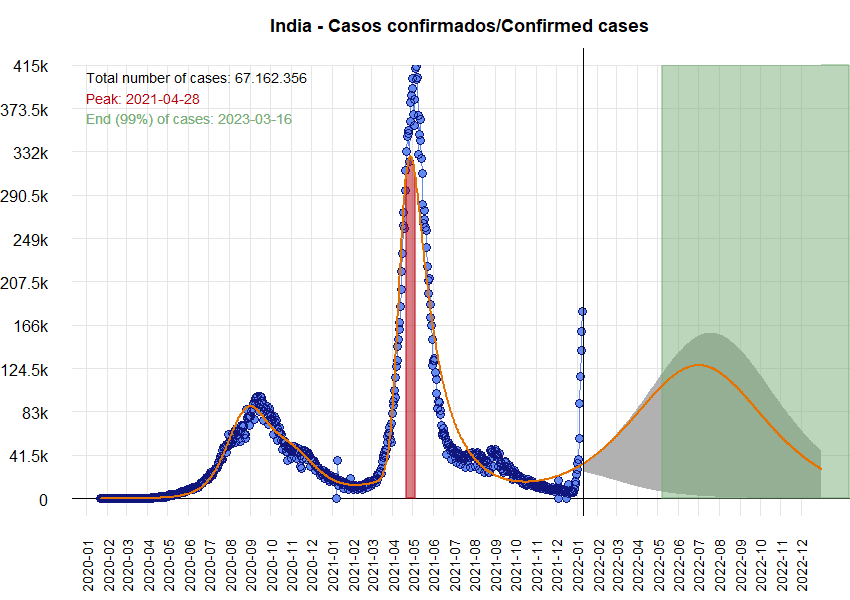 India - Casos confirmados/Confirmed cases
Total number of cases: 67.162.356
Peak: 2021-04-28
End (99%) of cases: 2023-03-16
415k
373.5k
332k
290.5k
249k
207.5k
166k
124.5k
83k
41.5k
0
2020-01
2020-02
2020-03
2020-04
2020-05
2020-06
2020-07
2020-08
2020-09
2020-10
2020-11
2020-12
2021-01
2021-02
2021-03
2021-04
2021-05
2021-06
2021-07
2021-08
2021-09
2021-10
2021-11
2021-12
2022-01
2022-02
2022-03
2022-04
2022-05
2022-06
2022-07
2022-08
2022-09
2022-10
2022-11
2022-12